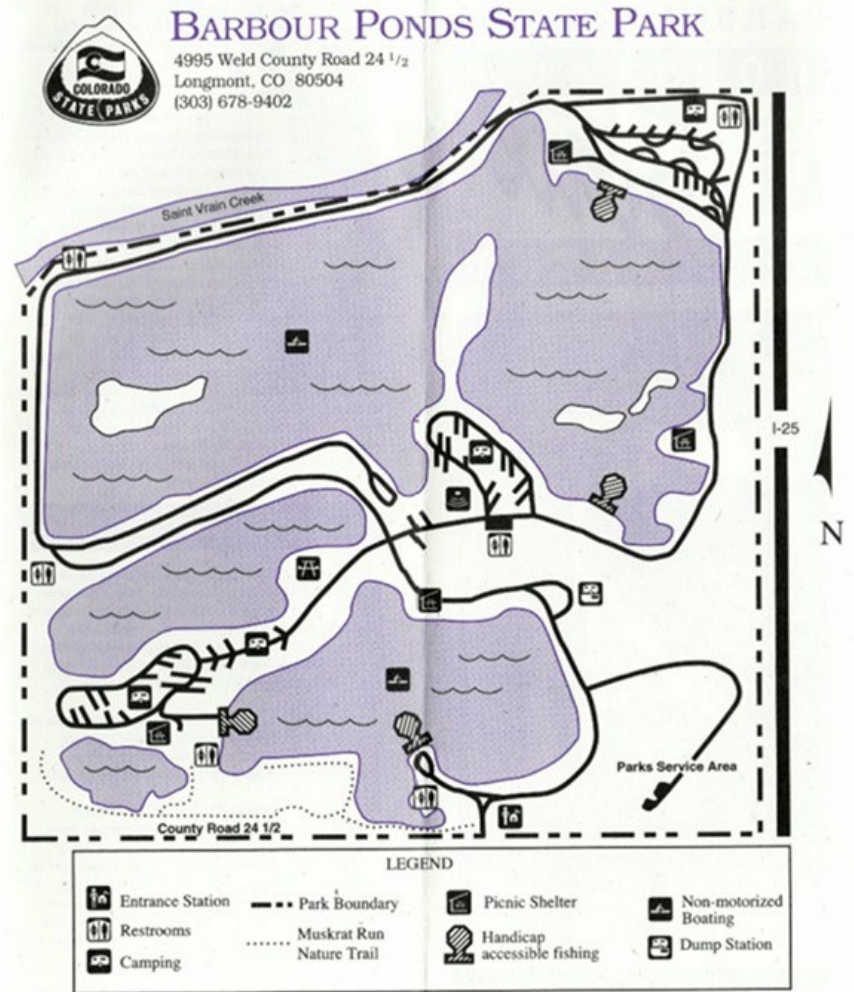 BARBOUR PONDS STATE PARK
4995 Weld County Road 24 1/2
Longmont, CO 80504
(303) 678-9402
C
COLORADO
STATE PARKS
Saint Vrain Creek
I-25
N
Parks Service Area
County Road 24 1/2
LEGEND
Entrance Station
Restrooms
Camping
Park Boundary
Muskrat Run
Nature Trail
Picnic Shelter
Handicap
accessible fishing
Non-motorized
Boating
Dump Station